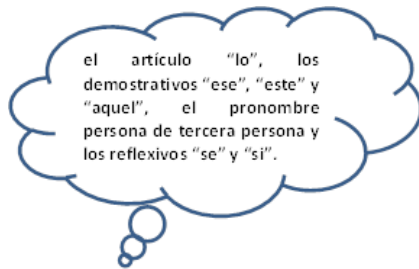 el artículo “lo”, los
demostrativos “ese”, “este” y
“aquel”, el pronombre
persona de tercera persona y
los reflexivos “se” y “si”.